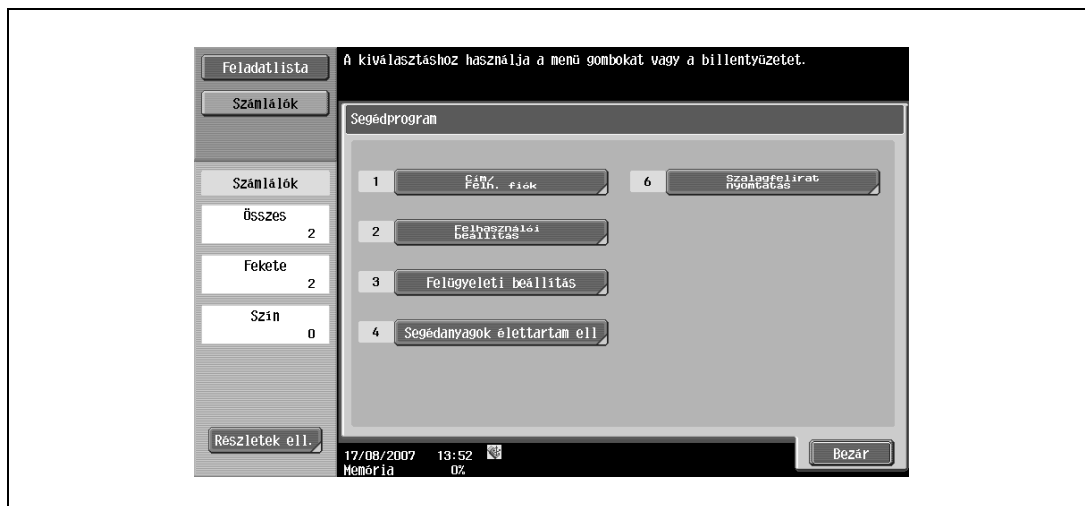 Feladatlista
Számlálók
A kiválasztáshoz használja a menü gombokat vagy a billentyűzetet.
Segédprogram
Számlálók
Összes
2
Fekete
2
Szín
0
Részletek ell.
1 Cím/
Felh. fiók
2 Felhasználói
beállítás
3 Felügyeleti beállítás
4 Segédanyagok élettartam ell
6 Szalagfelirat
nyomtatás
17/08/2007 13:52
Memória 0%
Bezár